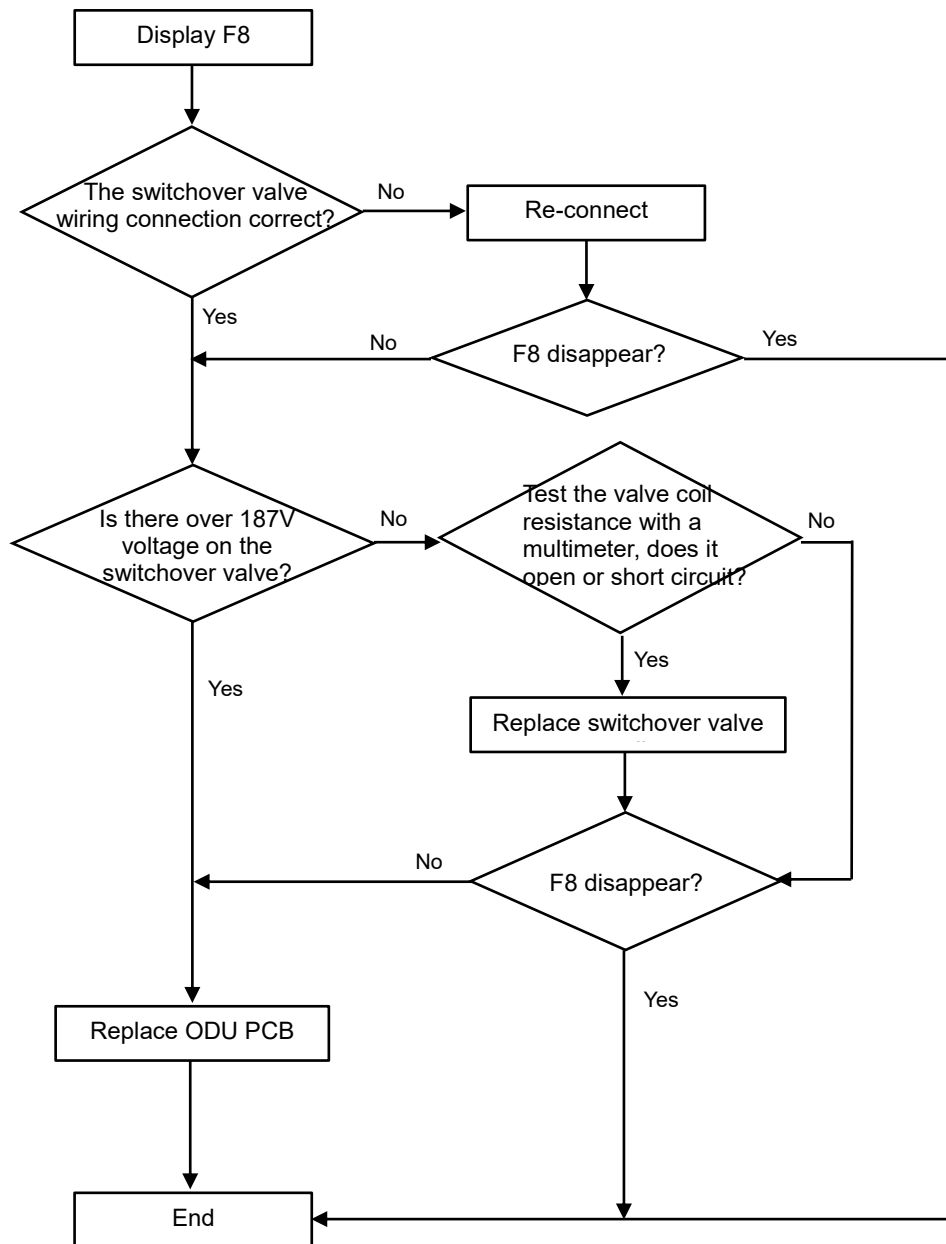 Display F8
The switchover valve
wiring connection correct?
No
Re-connect
Yes
No
F8 disappear?
Yes
Is there over 187V
voltage on the
switchover valve?
No
Test the valve coil
resistance with a
multimeter, does it
open or short circuit?
No
Yes
Yes
Replace switchover valve
No
F8 disappear?
Yes
Replace ODU PCB
End